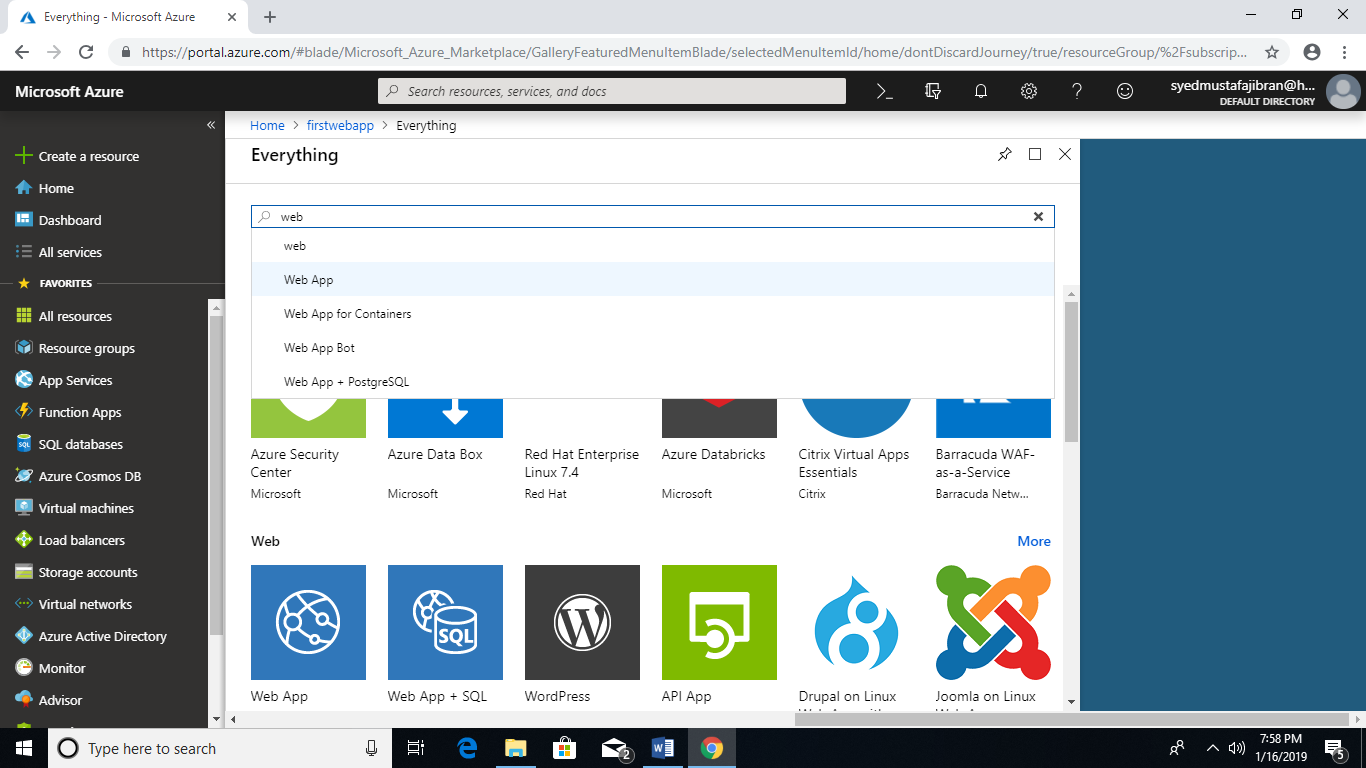 Everything - Microsoft Azure
https://portal.azure.com/#blade/Microsoft_Azure_Marketplace/GalleryFeaturedMenuItemBlade/selectedMenuItemId/home/dontDiscardJourney/true/resourceGroup/%2Fsubscrip...
Microsoft Azure
Search resources, services, and docs
syedmustafajibran@h...
DEFAULT DIRECTORY
Create a resource
Home
Dashboard
All services
FAVORITES
All resources
Resource groups
App Services
Function Apps
SQL databases
Azure Cosmos DB
Virtual machines
Load balancers
Storage accounts
Virtual networks
Azure Active Directory
Monitor
Advisor
Home > firstwebapp > Everything
Everything
web
web
Web App
Web App for Containers
Web App Bot
Web App + PostgreSQL
Azure Security
Center
Microsoft
Azure Data Box
Microsoft
Red Hat Enterprise
Linux 7.4
Red Hat
Azure Databricks
Microsoft
Citrix Virtual Apps
Essentials
Citrix
Barracuda WAF-
as-a-Service
Barracuda Netw...
Web
More
SQL
Web App
Web App + SQL
WordPress
API App
Drupal on Linux
Joomla on Linux
Type here to search
2
7:58 PM
1/16/2019
5